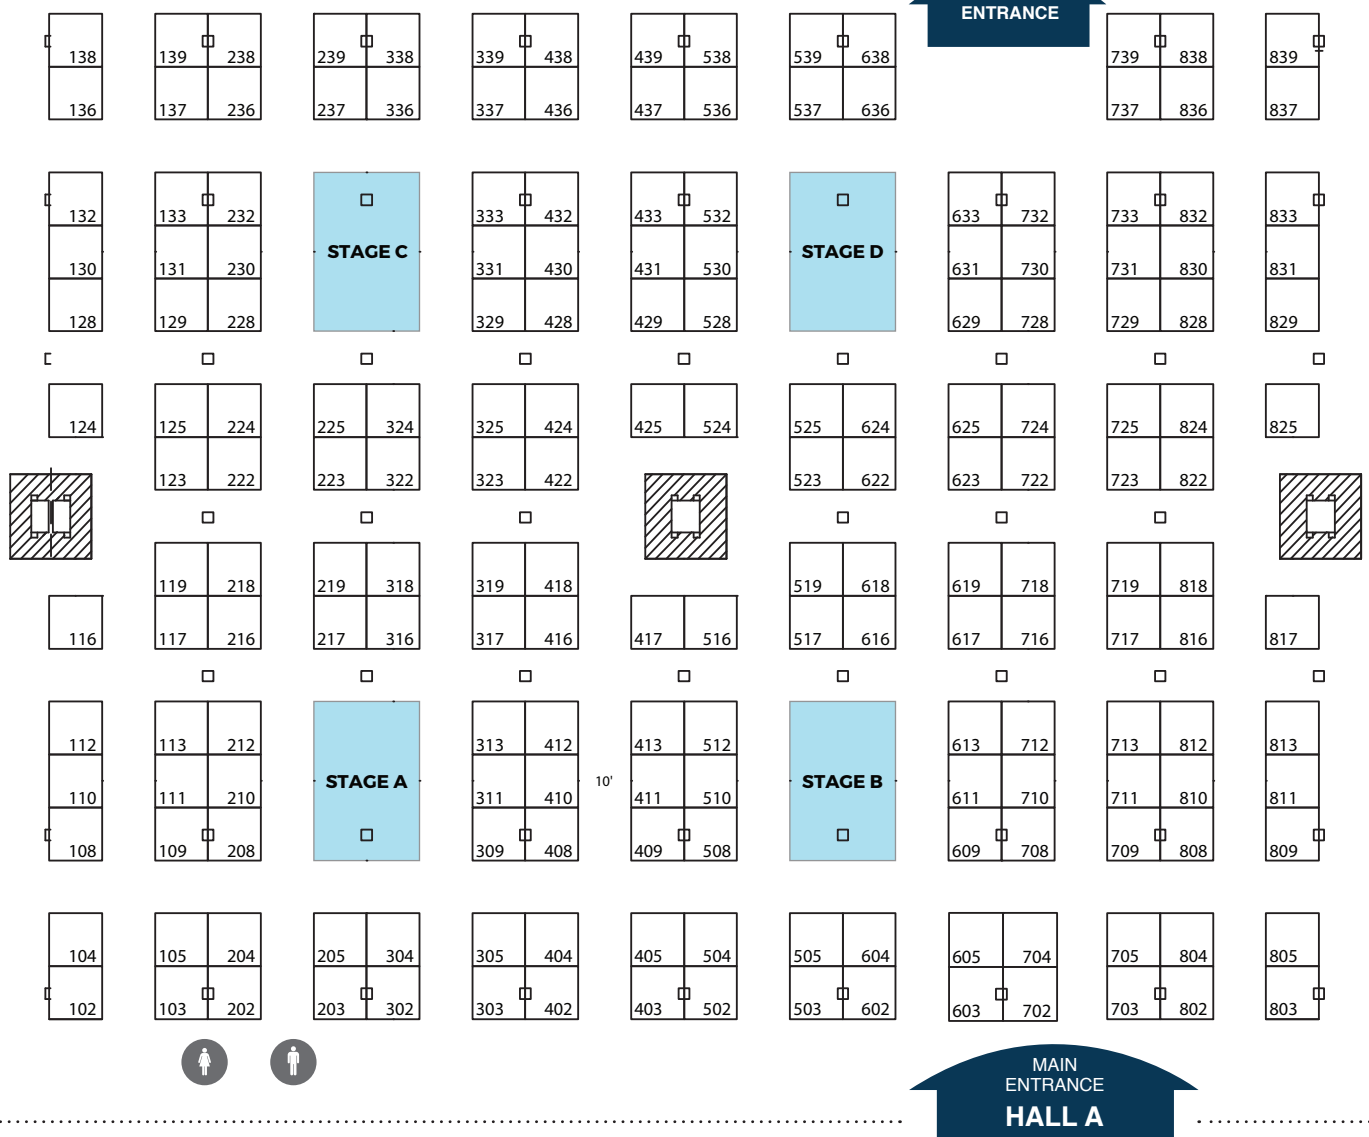 ENTRANCE
138 139 238 239 338 339 438 439 538 539 638 739 838 839
136 137 236 237 336 337 436 437 536 537 636 737 836 837
132 133 232 333 432 433 532 633 732 733 832 833
STAGE C STAGE D
130 131 230 331 430 431 530 631 730 731 830 831
128 129 228 329 428 429 528 629 728 729 828 829
124 125 224 225 324 325 424 425 524 525 624 625 724 725 824 825
123 222 223 322 323 422 523 622 623 722 723 822
119 218 219 318 319 418 519 618 619 718 719 818
116 117 216 217 316 317 416 417 516 517 616 617 716 717 816 817
112 113 212 313 412 413 512 613 712 713 812 813
STAGE A 10' STAGE B
110 111 210 311 410 411 510 611 710 711 810 811
108 109 208 309 408 409 508 609 708 709 808 809
104 105 204 205 304 305 404 405 504 505 604 605 704 705 804 805
102 103 202 203 302 303 402 403 502 503 602 603 702 703 802 803
MAIN
ENTRANCE
HALL A